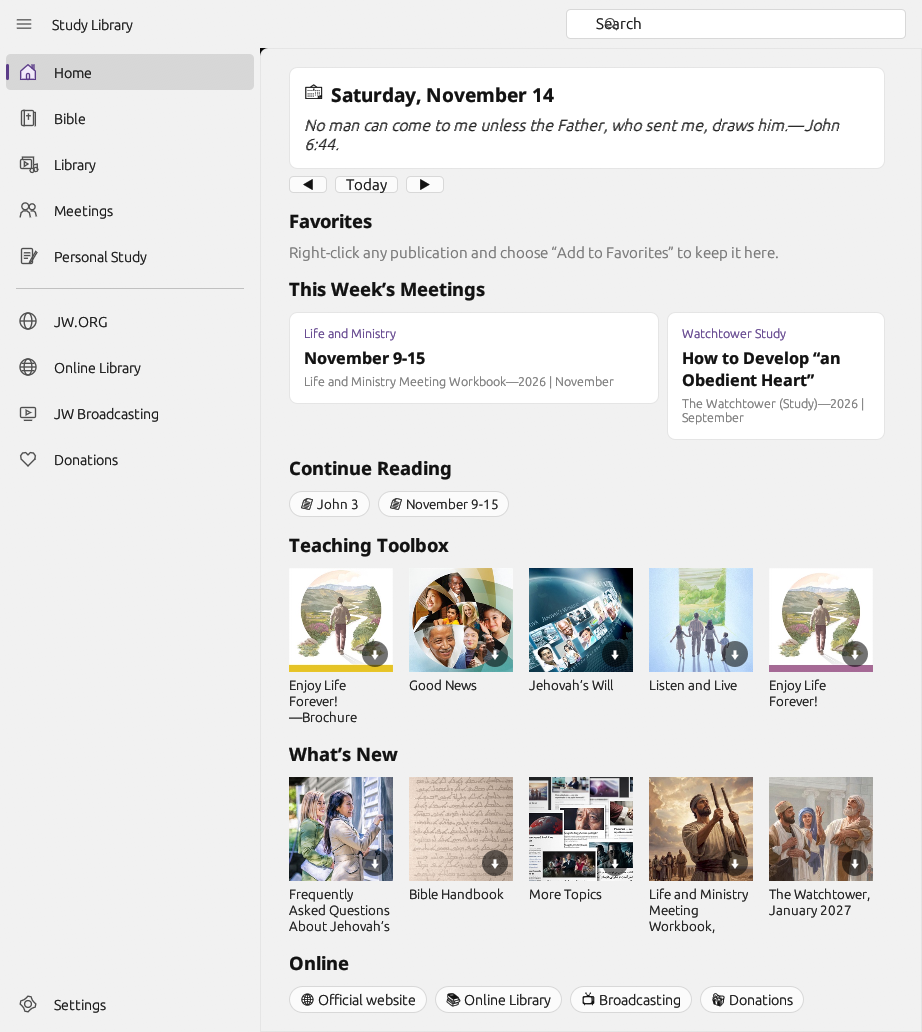 Study Library
Search
Home
Bible
Library
Meetings
Personal Study
JW.ORG
Online Library
JW Broadcasting
Donations
Settings
Saturday, November 14
No man can come to me unless the Father, who sent me, draws him.—John
6:44.
Today
Favorites
Right-click any publication and choose “Add to Favorites” to keep it here.
This Week’s Meetings
Life and Ministry
November 9-15
Life and Ministry Meeting Workbook—2026 | November
Watchtower Study
How to Develop “an
Obedient Heart”
The Watchtower (Study)—2026 |
September
Continue Reading
John 3
November 9-15
Teaching Toolbox
Enjoy Life
Forever!
—Brochure
Good News
Jehovah’s Will
Listen and Live
Enjoy Life
Forever!
What’s New
Frequently
Asked Questions
About Jehovah’s
Bible Handbook
More Topics
Life and Ministry
Meeting
Workbook,
The Watchtower,
January 2027
Online
Official website
Online Library
Broadcasting
Donations